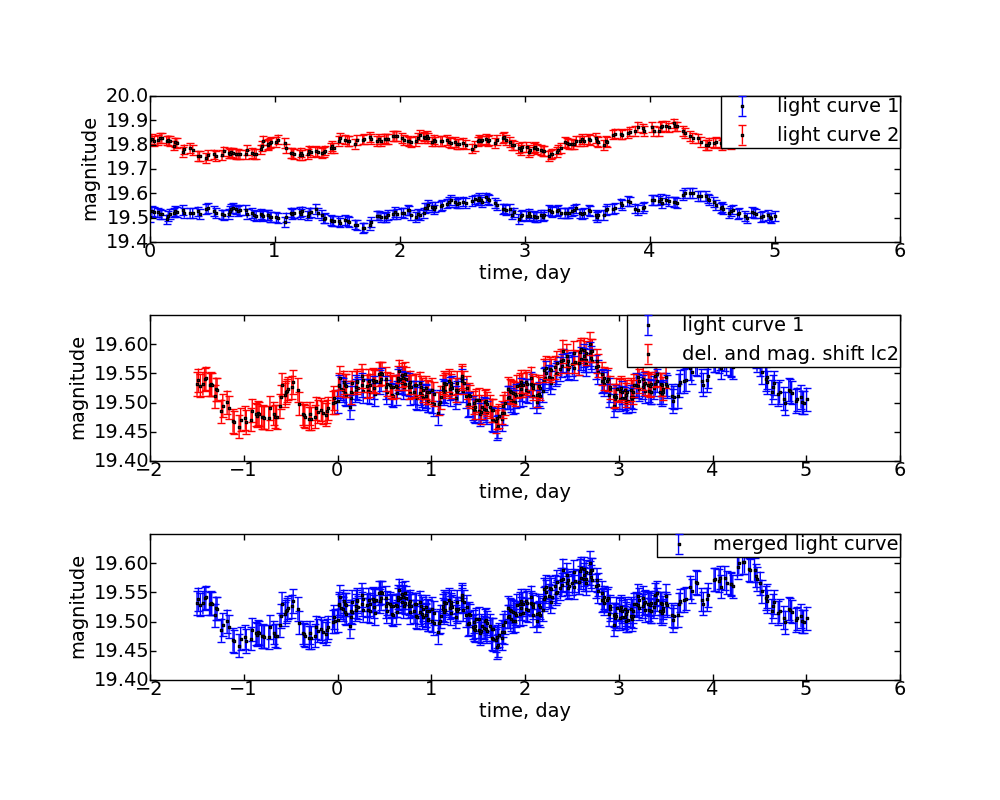 20.0
19.9
19.8
19.7
19.6
19.5
19.4
magnitude
light curve 1
light curve 2
0 1 2 3 4 5 6
time, day
19.60
19.55
19.50
19.45
19.40
magnitude
light curve 1
del. and mag. shift lc2
−2 −1 0 1 2 3 4 5 6
time, day
19.60
19.55
19.50
19.45
19.40
magnitude
merged light curve
−2 −1 0 1 2 3 4 5 6
time, day